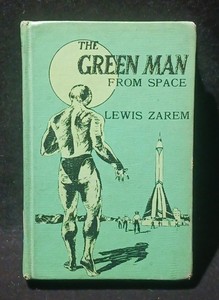 THE
GREEN MAN
FROM SPACE
LEWIS ZAREM